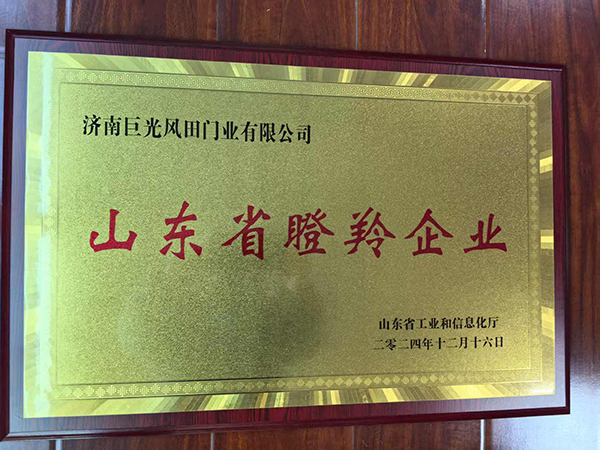 济南巨光风田门业有限公司
山东省瞪羚企业
山东省工业和信息化厅
二零二四年十二月十六日